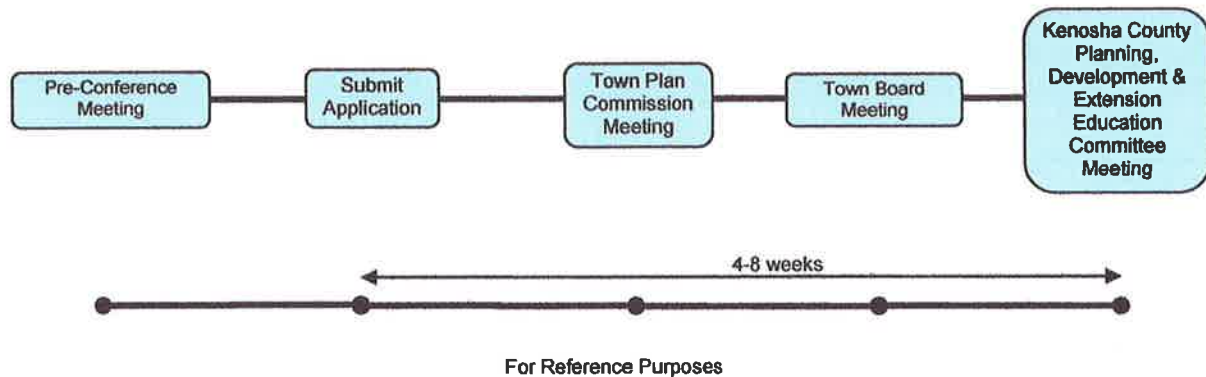 Pre-Conference
Meeting
Submit
Application
Town Plan
Commission
Meeting
Town Board
Meeting
Kenosha County
Planning,
Development &
Extension
Education
Committee
Meeting
4-8 weeks
For Reference Purposes